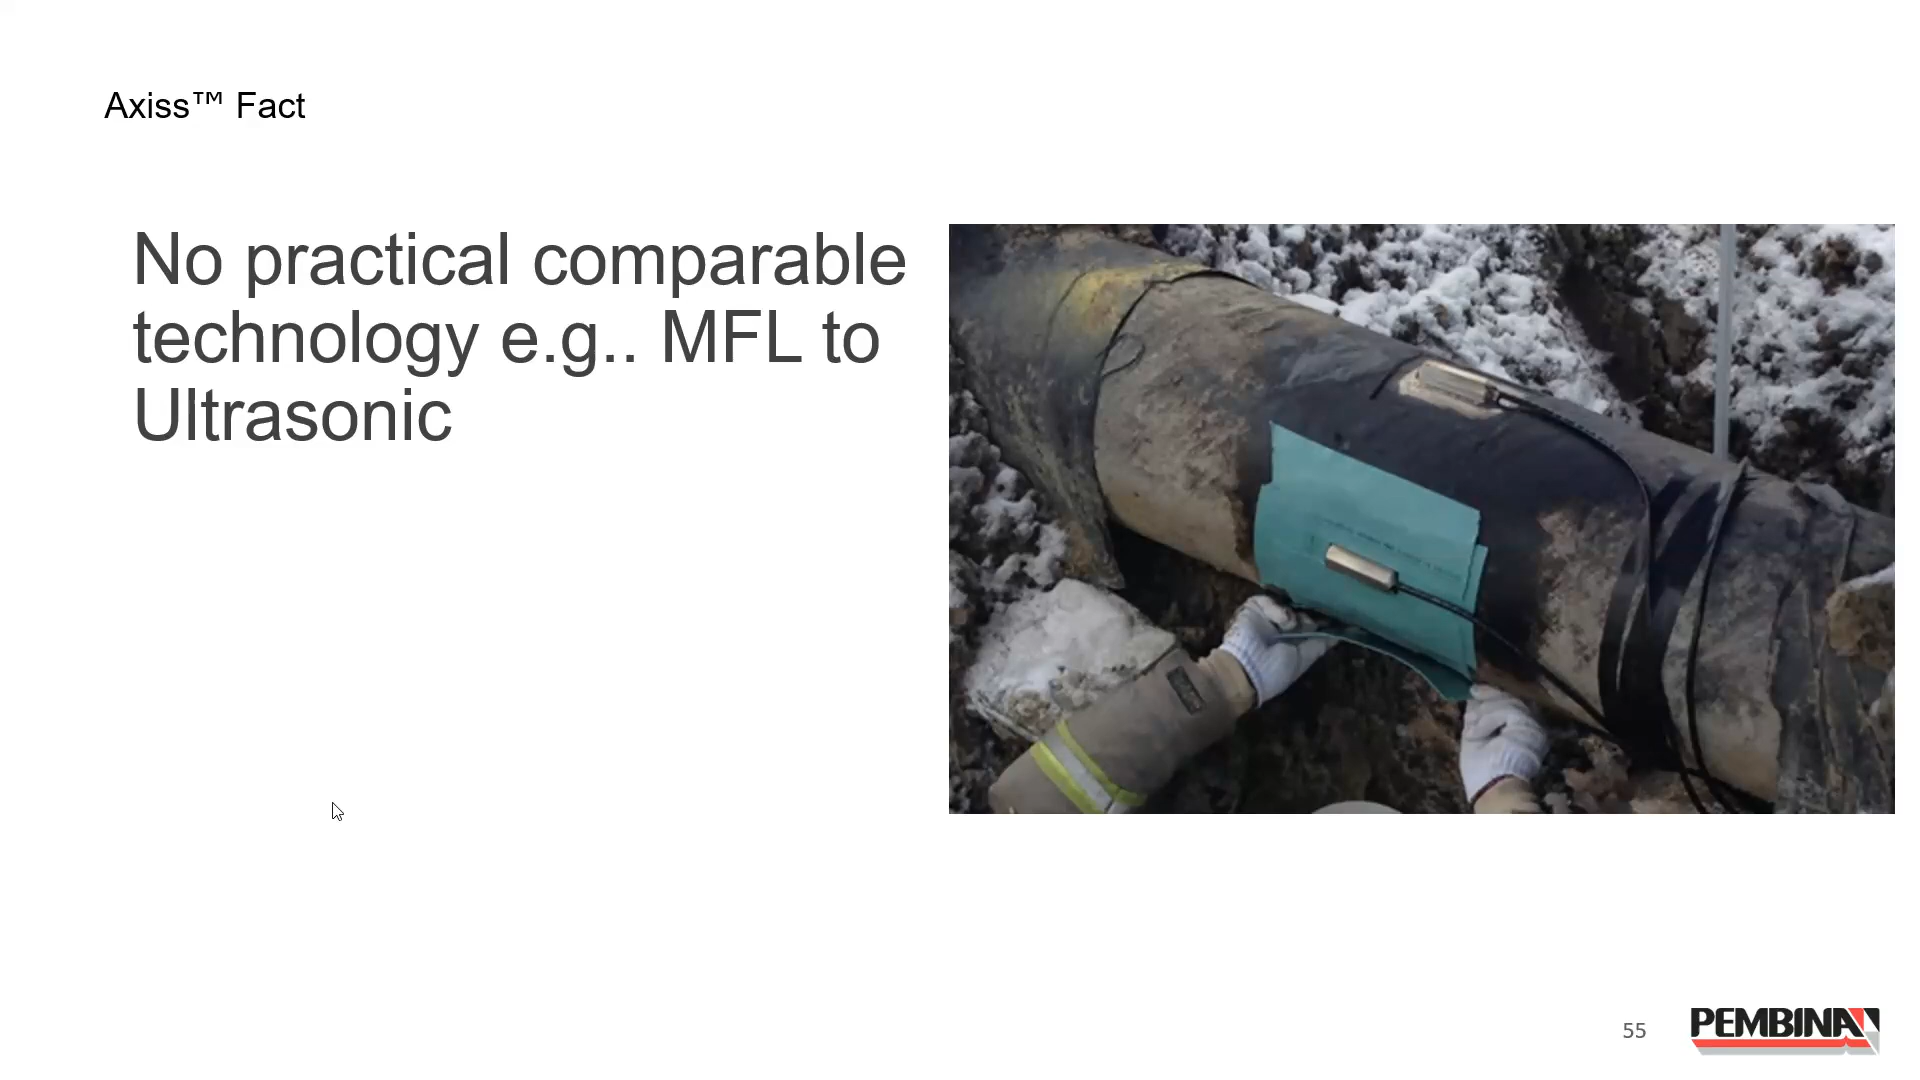 Axiss™ Fact
No practical comparable
technology e.g.. MFL to
Ultrasonic
55
PEMBINA